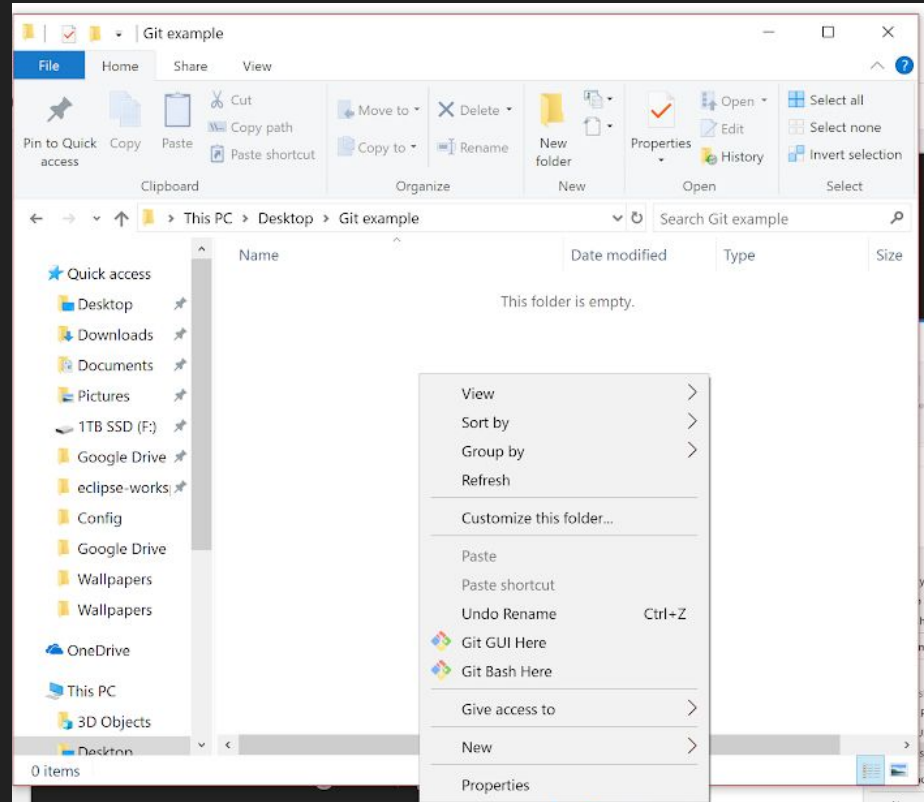 Git example
File Home Share View
Pin to Quick access
Copy
Paste
Cut
Copy path
Paste shortcut
Clipboard
Move to
Copy to
Delete
Rename
Organize
New folder
New
Properties
Open
Edit
History
Open
Select all
Select none
Invert selection
Select
This PC > Desktop > Git example
Search Git example
Name Date modified Type Size
This folder is empty.
Quick access
Desktop
Downloads
Documents
Pictures
1TB SSD (F:)
Google Drive
eclipse-works
Config
Google Drive
Wallpapers
Wallpapers
OneDrive
This PC
3D Objects
Desktop
View
Sort by
Group by
Refresh
Customize this folder...
Paste
Paste shortcut
Undo Rename Ctrl+Z
Git GUI Here
Git Bash Here
Give access to
New
Properties
0 items